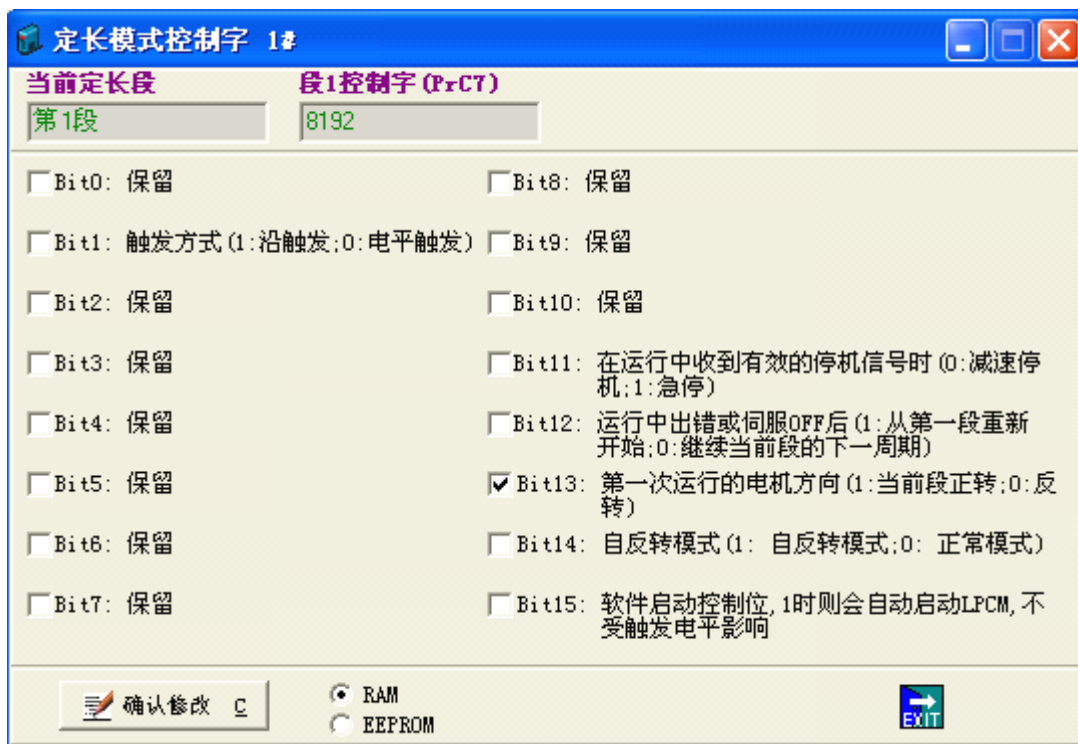 定长模式控制字 1#
当前定长段
段1控制字(PrC7)
第1段
8192
Bit0: 保留
Bit8: 保留
Bit1: 触发方式(1:沿触发;0:电平触发)
Bit9: 保留
Bit2: 保留
Bit10: 保留
Bit3: 保留
Bit11: 在运行中收到有效的停机信号时(0:减速停
机;1:急停)
Bit4: 保留
Bit12: 运行中出错或伺服OFF后(1:从第一段重新
开始;0:继续当前段的下一周期)
Bit5: 保留
Bit13: 第一次运行的电机方向(1:当前段正转;0:反
转)
Bit6: 保留
Bit14: 自反转模式(1: 自反转模式;0: 正常模式)
Bit7: 保留
Bit15: 软件启动控制位,1时则会自动启动LPCM,不
受触发电平影响
确认修改 C
RAM
EEPROM
EXIT